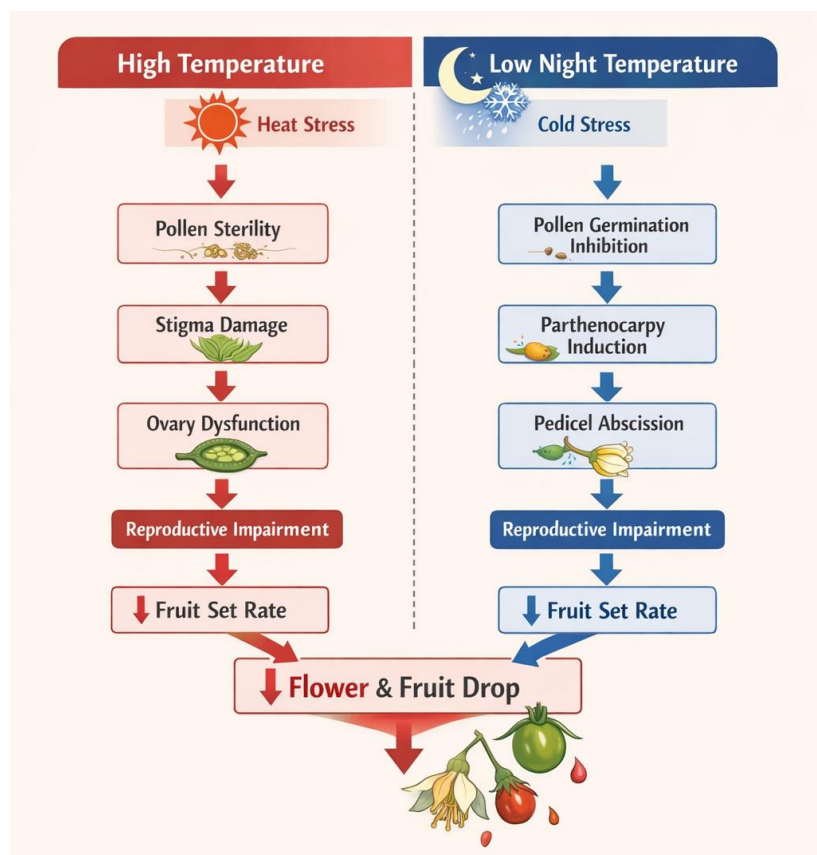 High Temperature
Heat Stress
Pollen Sterility
Stigma Damage
Ovary Dysfunction
Reproductive Impairment
↓ Fruit Set Rate
Low Night Temperature
Cold Stress
Pollen Germination
Inhibition
Parthenocarpy
Induction
Pedicel Abscission
Reproductive Impairment
↓ Fruit Set Rate
↓ Flower & Fruit Drop